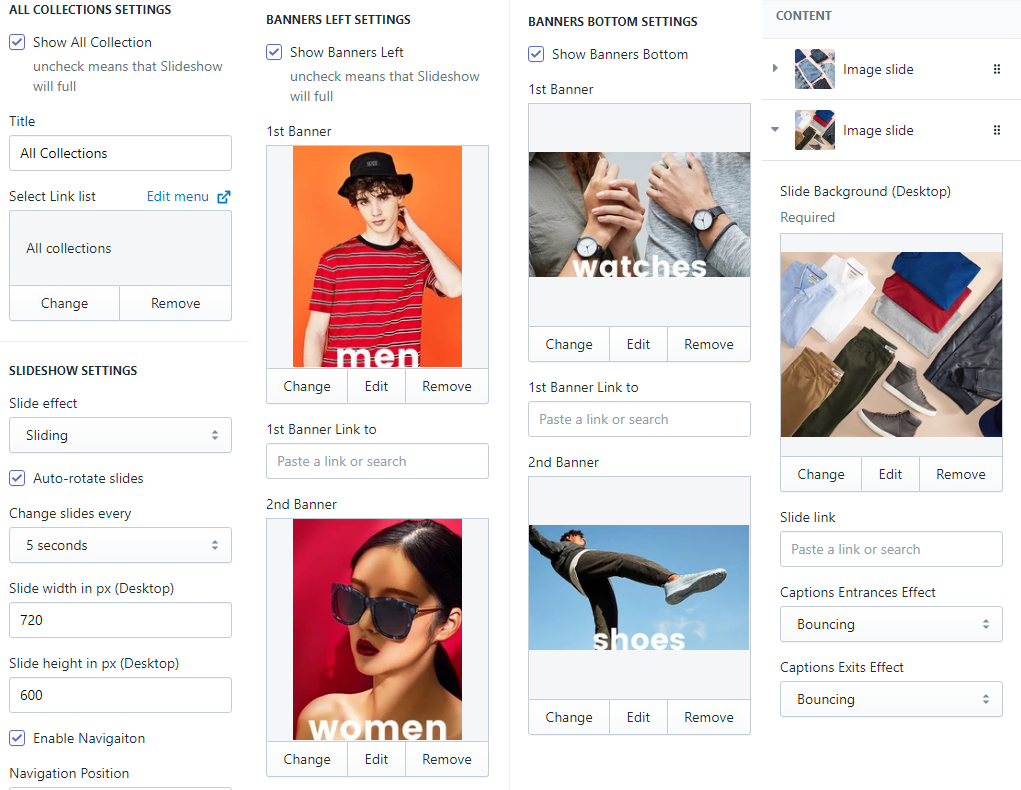 ALL COLLECTIONS SETTINGS
Show All Collection
uncheck means that Slideshow
will full
Title
All Collections
Select Link list
Edit menu
All collections
Change
Remove
SLIDESHOW SETTINGS
Slide effect
Sliding
Auto-rotate slides
Change slides every
5 seconds
Slide width in px (Desktop)
720
Slide height in px (Desktop)
600
Enable Navigaiton
Navigation Position
BANNERS LEFT SETTINGS
Show Banners Left
uncheck means that Slideshow
will full
1st Banner
men
Change
Edit
Remove
1st Banner Link to
Paste a link or search
2nd Banner
women
Change
Edit
Remove
BANNERS BOTTOM SETTINGS
Show Banners Bottom
1st Banner
watches
Change
Edit
Remove
1st Banner Link to
Paste a link or search
2nd Banner
shoes
Change
Edit
Remove
CONTENT
Image slide
Image slide
Slide Background (Desktop)
Required
Change
Edit
Remove
Slide link
Paste a link or search
Captions Entrances Effect
Bouncing
Captions Exits Effect
Bouncing